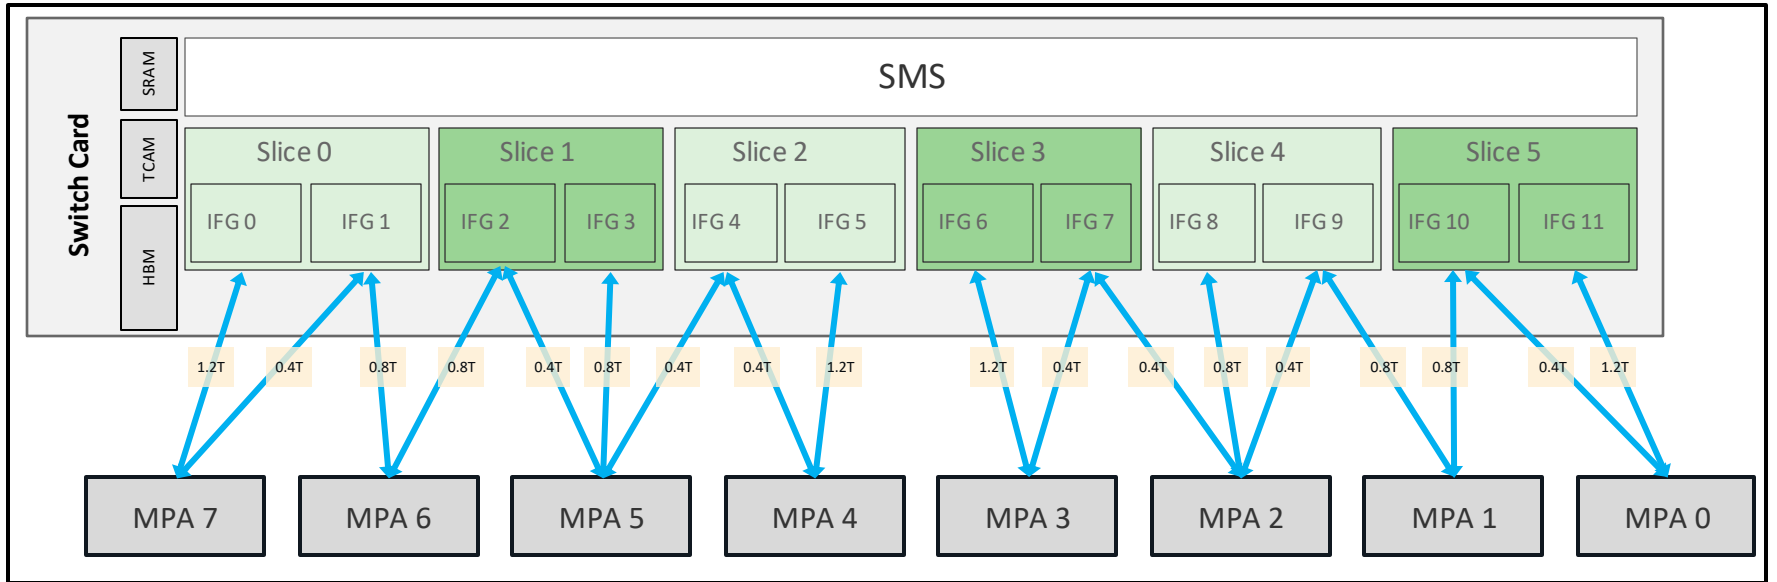 Switch Card
SRAM
TCAM
HBM
SMS
Slice 0
Slice 1
Slice 2
Slice 3
Slice 4
Slice 5
IFG 0
IFG 1
IFG 2
IFG 3
IFG 4
IFG 5
IFG 6
IFG 7
IFG 8
IFG 9
IFG 10
IFG 11
1.2T
0.4T
0.8T
0.8T
0.4T
0.8T
0.4T
0.4T
1.2T
1.2T
0.4T
0.4T
0.8T
0.4T
0.8T
0.8T
0.4T
1.2T
MPA 7
MPA 6
MPA 5
MPA 4
MPA 3
MPA 2
MPA 1
MPA 0